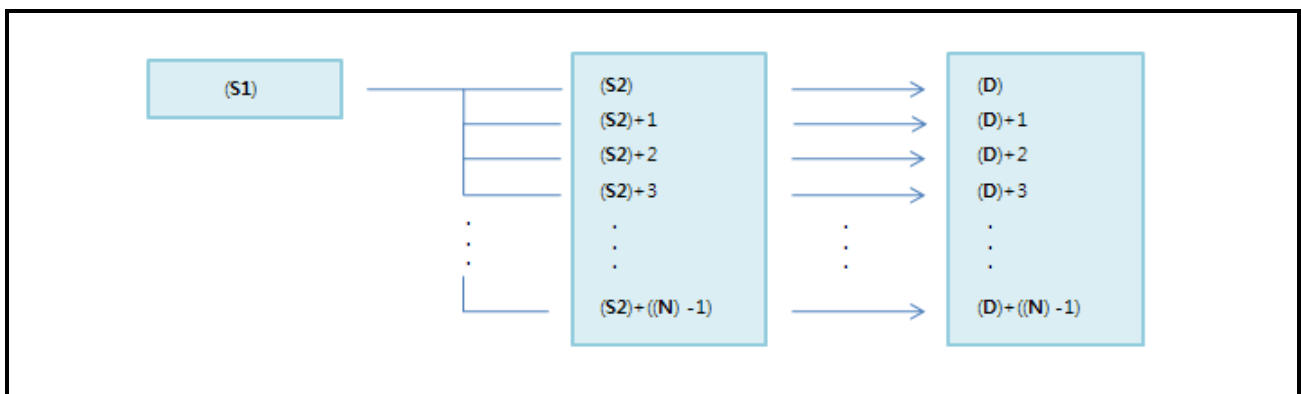 (S1) (S2) (D)
(S2)+1 (D)+1
(S2)+2 (D)+2
(S2)+3 (D)+3
. . . .
. . . .
. . . .
(S2)+((N) -1) (D)+((N) -1)